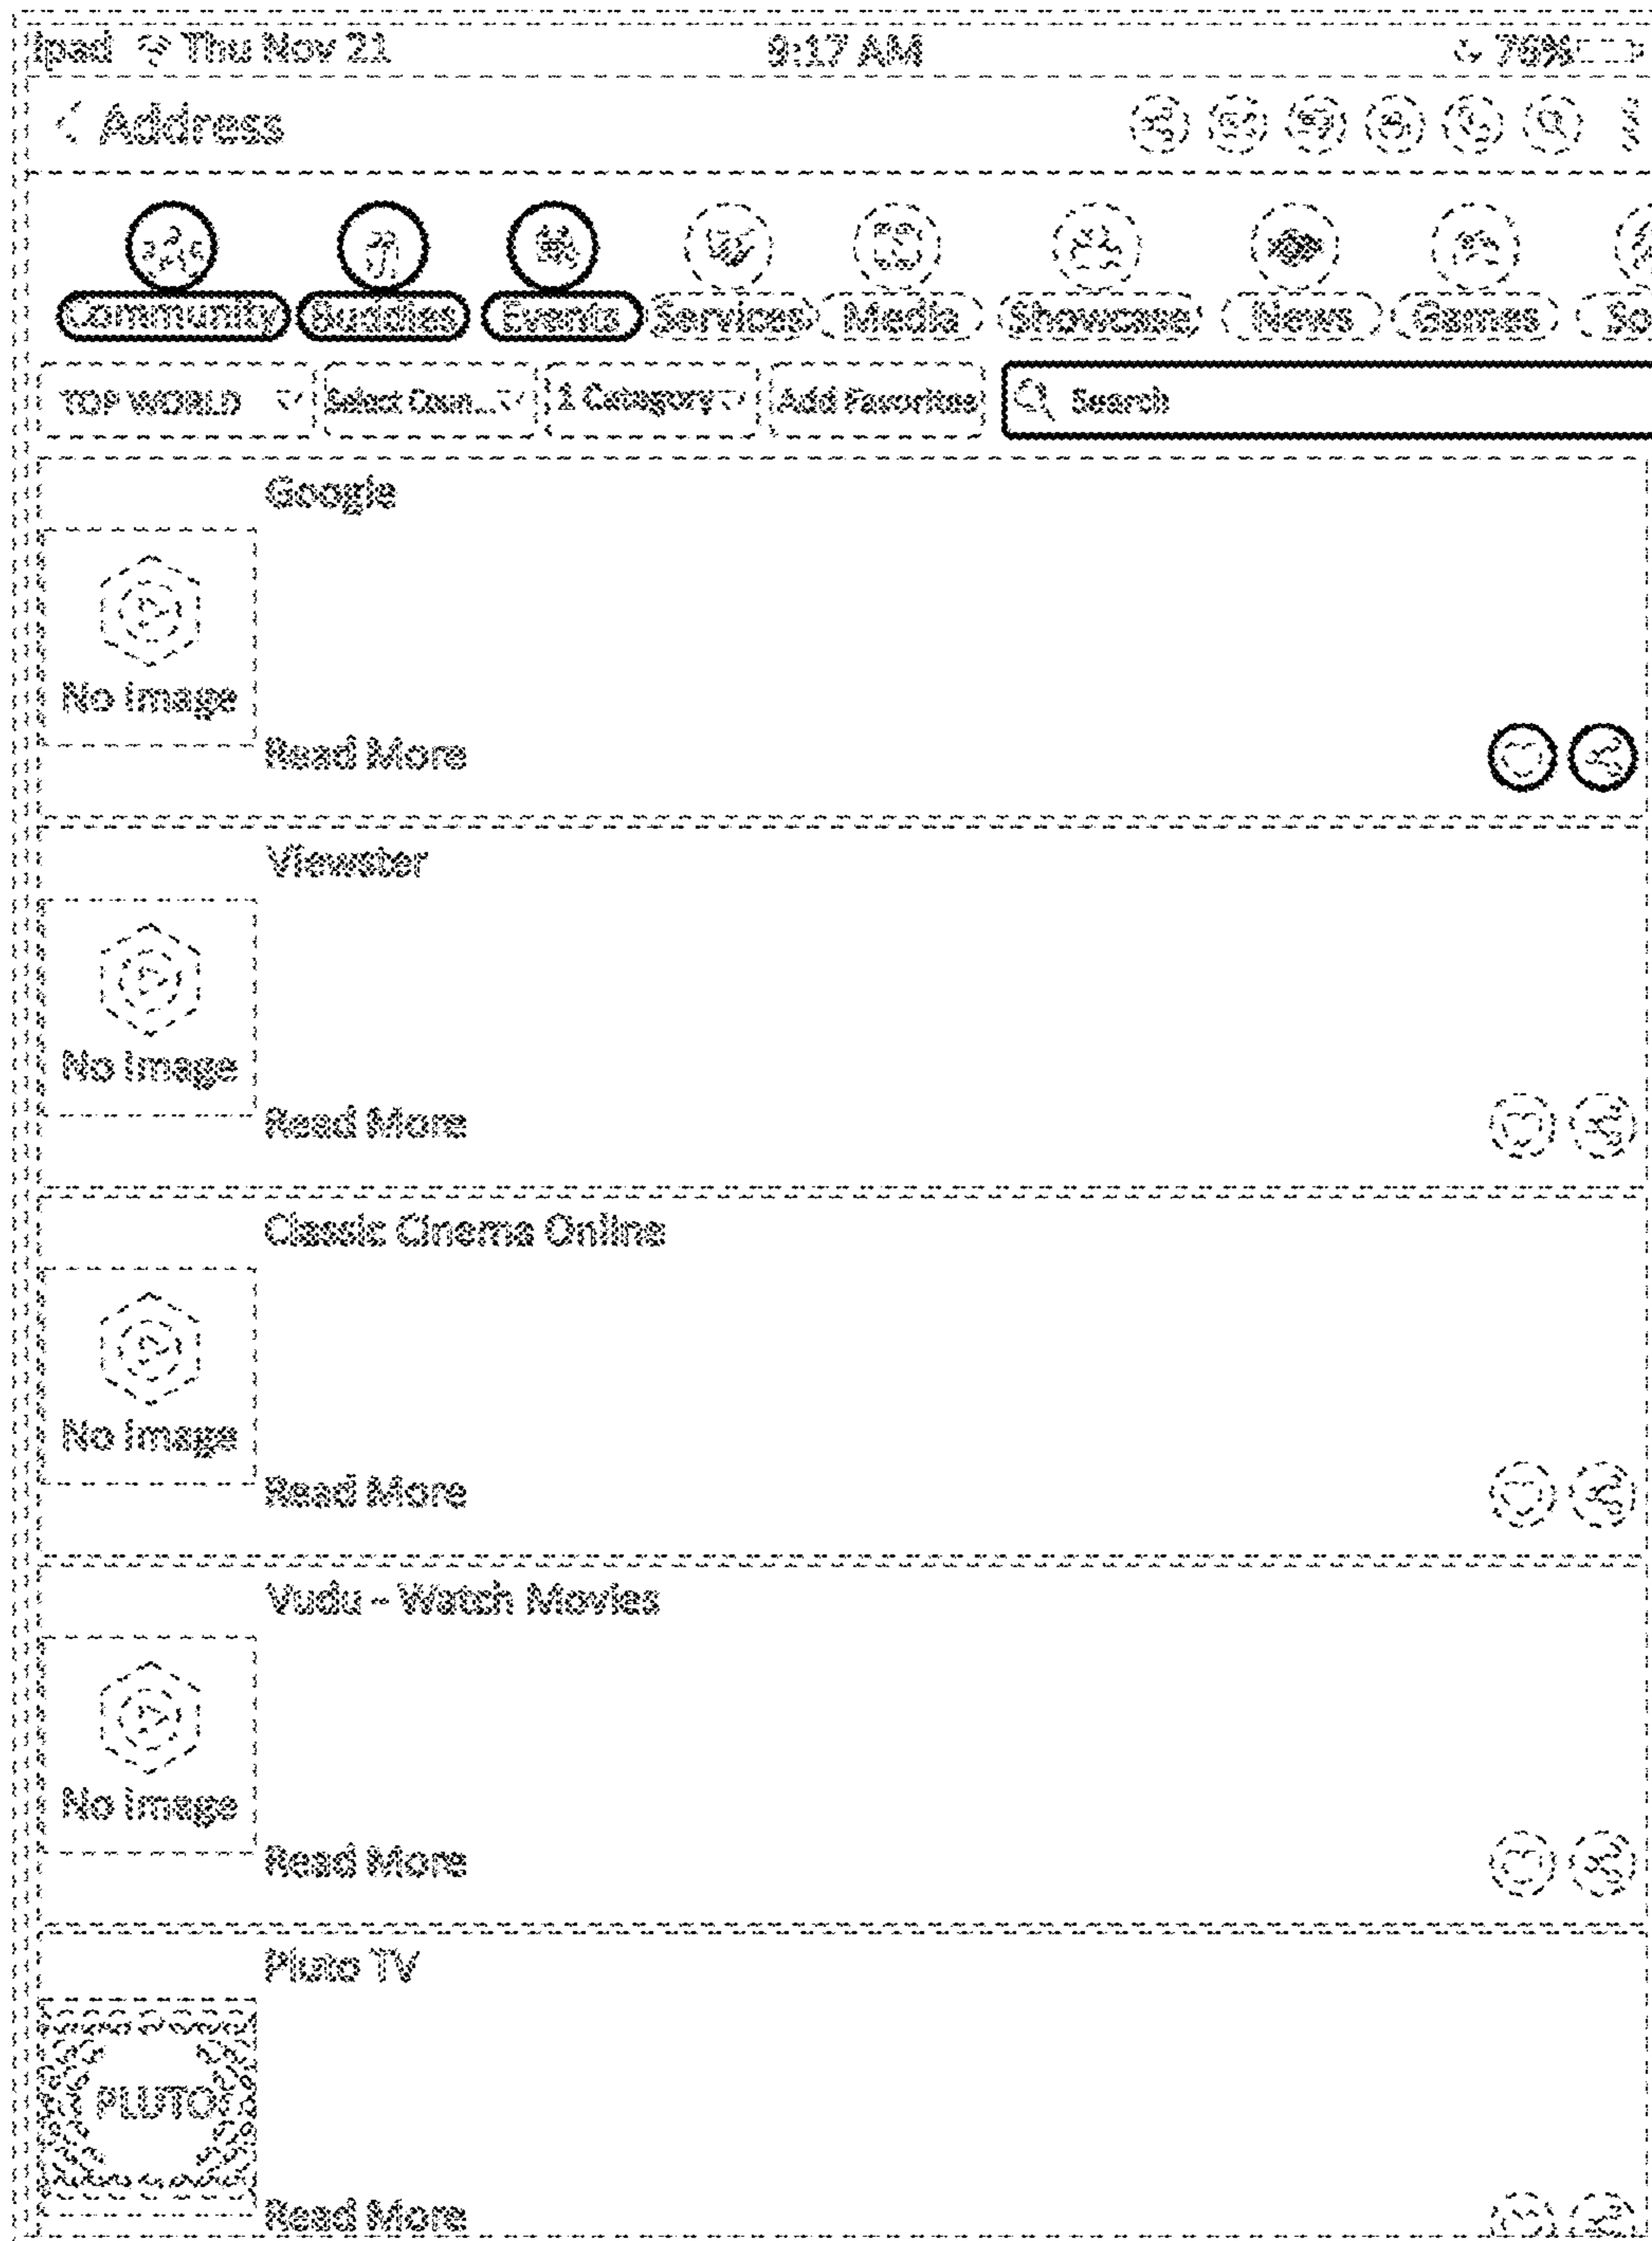 Ipad Thu Nov 21 9:17 AM 76%
Address
Community Buddies Events Services Media Showcase News Games So
TOP WORLD Select Coun... 1 Category Add Favorites Search
Google
No Image
Read More
Viewster
No Image
Read More
Classic Cinema Online
No Image
Read More
Vudu - Watch Movies
No Image
Read More
Pluto TV
PLUTO
Read More